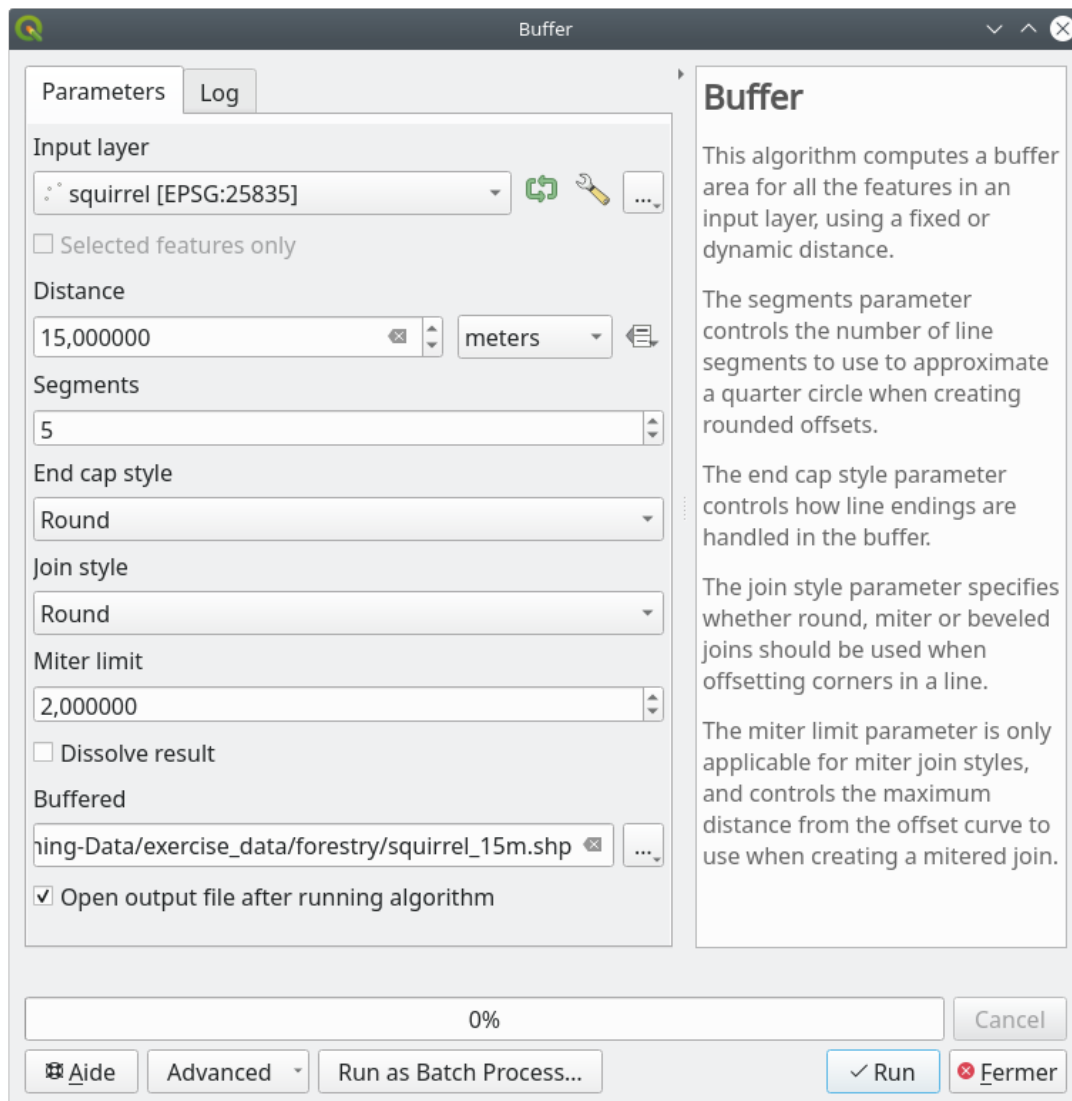 Buffer
Parameters
Log
Input layer
squirrel [EPSG:25835]
...
Selected features only
Distance
15,000000
meters
Segments
5
End cap style
Round
Join style
Round
Miter limit
2,000000
Dissolve result
Buffered
ning-Data/exercise_data/forestry/squirrel_15m.shp
...
Open output file after running algorithm
Buffer
This algorithm computes a buffer
area for all the features in an
input layer, using a fixed or
dynamic distance.
The segments parameter
controls the number of line
segments to use to approximate
a quarter circle when creating
rounded offsets.
The end cap style parameter
controls how line endings are
handled in the buffer.
The join style parameter specifies
whether round, miter or beveled
joins should be used when
offsetting corners in a line.
The miter limit parameter is only
applicable for miter join styles,
and controls the maximum
distance from the offset curve to
use when creating a mitered join.
0%
Cancel
Aide
Advanced
Run as Batch Process...
Run
Fermer